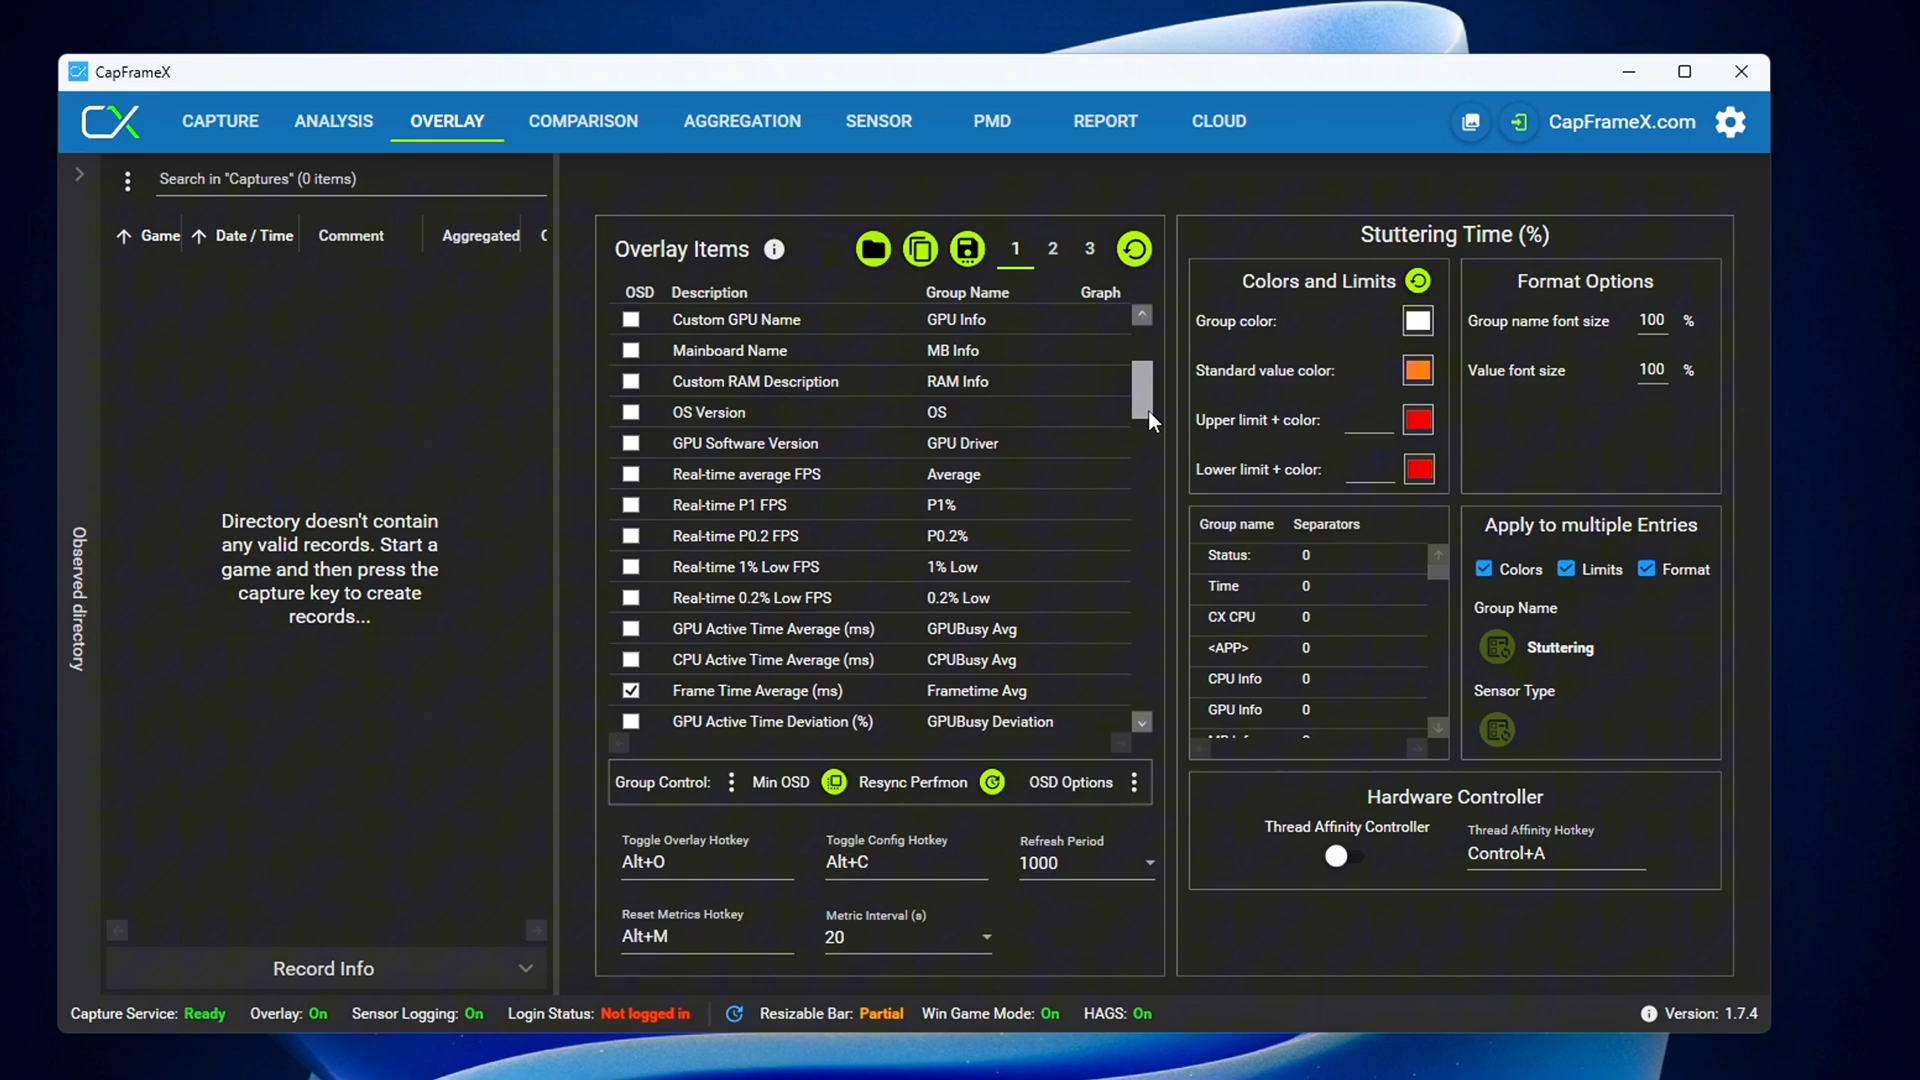 CapFrameX
CX CAPTURE ANALYSIS OVERLAY COMPARISON AGGREGATION SENSOR PMD REPORT CLOUD CapFrameX.com
Search in "Captures" (0 items)
Game Date / Time Comment Aggregated
Directory doesn't contain
any valid records. Start a
game and then press the
capture key to create
records...
Observed directory
Record Info
Overlay Items 1 2 3
OSD Description Group Name Graph
Custom GPU Name GPU Info
Mainboard Name MB Info
Custom RAM Description RAM Info
OS Version OS
GPU Software Version GPU Driver
Real-time average FPS Average
Real-time P1 FPS P1%
Real-time P0.2 FPS P0.2%
Real-time 1% Low FPS 1% Low
Real-time 0.2% Low FPS 0.2% Low
GPU Active Time Average (ms) GPUBusy Avg
CPU Active Time Average (ms) CPUBusy Avg
Frame Time Average (ms) Frametime Avg
GPU Active Time Deviation (%) GPUBusy Deviation
Group Control: Min OSD Resync Perfmon OSD Options
Toggle Overlay Hotkey Toggle Config Hotkey Refresh Period
Alt+O Alt+C 1000
Reset Metrics Hotkey Metric Interval (s)
Alt+M 20
Stuttering Time (%)
Colors and Limits
Group color:
Standard value color:
Upper limit + color:
Lower limit + color:
Format Options
Group name font size 100 %
Value font size 100 %
Group name Separators
Status: 0
Time 0
CX CPU 0
<APP> 0
CPU Info 0
GPU Info 0
Apply to multiple Entries
Colors Limits Format
Group Name
Stuttering
Sensor Type
Hardware Controller
Thread Affinity Controller Thread Affinity Hotkey
Control+A
Capture Service: Ready Overlay: On Sensor Logging: On Login Status: Not logged in Resizable Bar: Partial Win Game Mode: On HAGS: On Version: 1.7.4